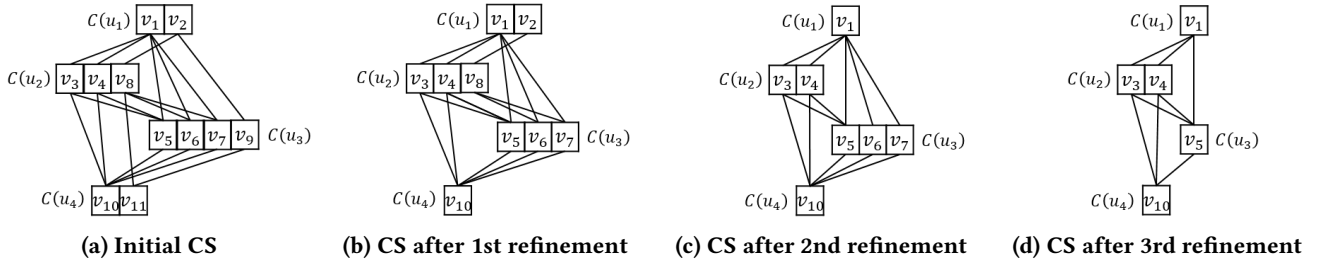 C(u₁) v₁ v₂
C(u₂) v₃ v₄ v₈
v₅ v₆ v₇ v₉ C(u₃)
C(u₄) v₁₀ v₁₁
(a) Initial CS
C(u₁) v₁ v₂
C(u₂) v₃ v₄ v₈
v₅ v₆ v₇ C(u₃)
C(u₄) v₁₀
(b) CS after 1st refinement
C(u₁) v₁
C(u₂) v₃ v₄
v₅ v₆ v₇ C(u₃)
C(u₄) v₁₀
(c) CS after 2nd refinement
C(u₁) v₁
C(u₂) v₃ v₄
v₅ C(u₃)
C(u₄) v₁₀
(d) CS after 3rd refinement